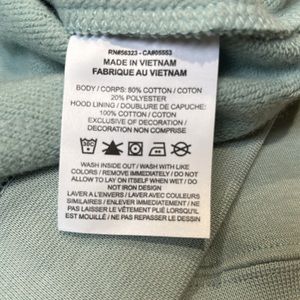 RN#56323 - CA#05553
MADE IN VIETNAM
FABRIQUE AU VIETNAM
BODY / CORPS: 80% COTTON / COTON
20% POLYESTER
HOOD LINING / DOUBLURE DE CAPUCHE:
100% COTTON / COTON
EXCLUSIVE OF DECORATION /
DECORATION NON COMPRISE
WASH INSIDE OUT / WASH WITH LIKE
COLORS / REMOVE IMMEDIATELY / DO NOT
ALLOW TO LAY ON ITSELF WHEN WET / DO
NOT IRON DESIGN
LAVER A L'ENVERS / LAVER AVEC COULEURS
SIMILAIRES / ENLEVER IMMEDIATEMENT /
NE PAS LAISSER LE VÊTEMENT PLIÉ LORSQU'IL
EST MOUILLÉ / NE PAS REPASSER LE DESSIN